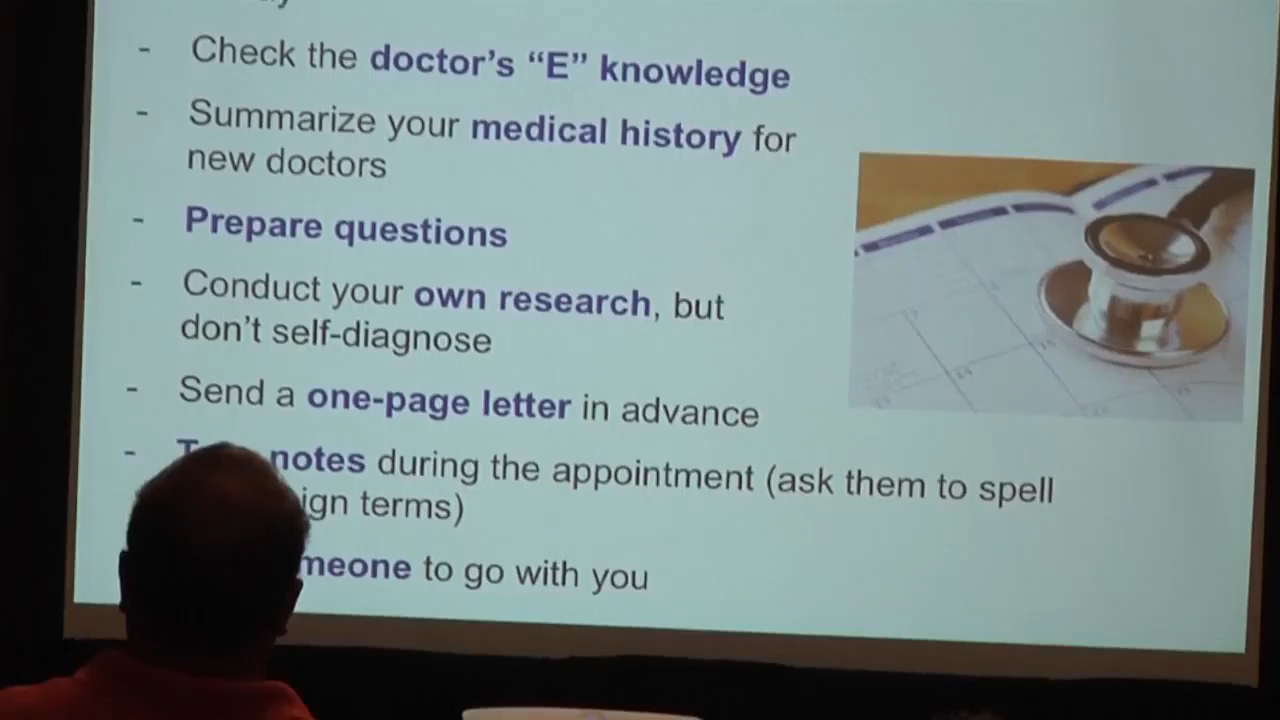 - Check the doctor's “E” knowledge
- Summarize your medical history for
new doctors
- Prepare questions
- Conduct your own research, but
don't self-diagnose
- Send a one-page letter in advance
- notes during the appointment (ask them to spell
terms)
to go with you